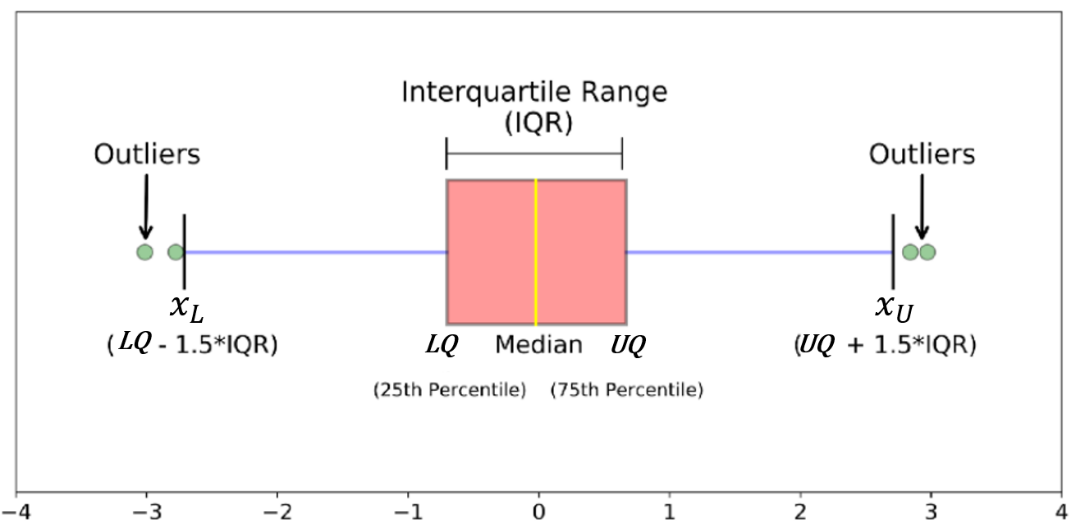 Interquartile Range
(IQR)
Outliers
Outliers
x_L
x_U
(LQ - 1.5*IQR)
LQ
Median
UQ
(UQ + 1.5*IQR)
(25th Percentile)
(75th Percentile)
−4
−3
−2
−1
0
1
2
3
4